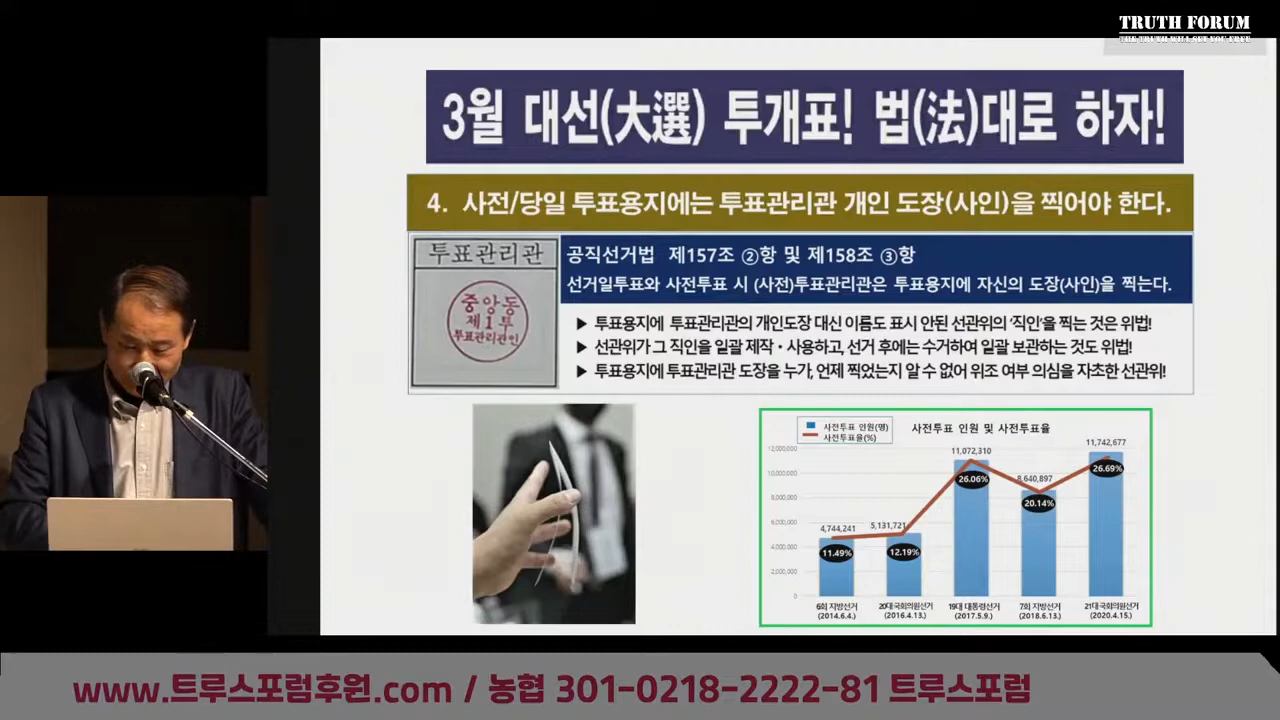 TRUTH FORUM
THE TRUTH WILL SET YOU FREE
3월 대선(大選) 투개표! 법(法)대로 하자!
4. 사전/당일 투표용지에는 투표관리관 개인 도장(사인)을 찍어야 한다.
투표관리관
중앙동
제1투
투표관리관인
공직선거법 제157조 ②항 및 제158조 ③항
선거일투표와 사전투표 시 (사전)투표관리관은 투표용지에 자신의 도장(사인)을 찍는다.
▶ 투표용지에 투표관리관의 개인도장 대신 이름도 표시 안된 선관위의 '직인'을 찍는 것은 위법!
▶ 선관위가 그 직인을 일괄 제작·사용하고, 선거 후에는 수거하여 일괄 보관하는 것도 위법!
▶ 투표용지에 투표관리관 도장을 누가, 언제 찍었는지 알 수 없어 위조 여부 의심을 자초한 선관위!
사전투표 인원(명)
사전투표율(%)
사전투표 인원 및 사전투표율
12,000,000
10,000,000
8,000,000
6,000,000
4,000,000
2,000,000
0
4,744,241
5,131,721
11,072,310
8,640,897
11,742,677
11.49%
12.19%
26.06%
20.14%
26.69%
6회 지방선거
(2014.6.4.)
20대 국회의원선거
(2016.4.13.)
19대 대통령선거
(2017.5.9.)
7회 지방선거
(2018.6.13.)
21대 국회의원선거
(2020.4.15.)
www.트루스포럼후원.com / 농협 301-0218-2222-81 트루스포럼